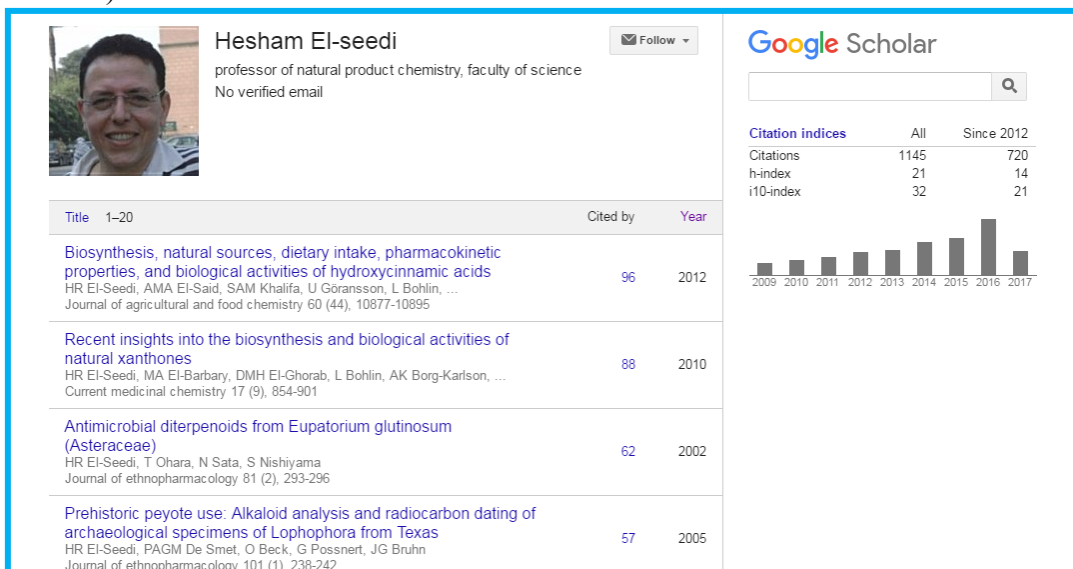 Hesham El-seedi
Follow
professor of natural product chemistry, faculty of science
No verified email
Google Scholar
Citation indices All Since 2012
Citations 1145 720
h-index 21 14
i10-index 32 21
2009 2010 2011 2012 2013 2014 2015 2016 2017
Title 1–20 Cited by Year
Biosynthesis, natural sources, dietary intake, pharmacokinetic
properties, and biological activities of hydroxycinnamic acids
HR El-Seedi, AMA El-Said, SAM Khalifa, U Göransson, L Bohlin, ...
Journal of agricultural and food chemistry 60 (44), 10877-10895
96 2012
Recent insights into the biosynthesis and biological activities of
natural xanthones
HR El-Seedi, MA El-Barbary, DMH El-Ghorab, L Bohlin, AK Borg-Karlson, ...
Current medicinal chemistry 17 (9), 854-901
88 2010
Antimicrobial diterpenoids from Eupatorium glutinosum
(Asteraceae)
HR El-Seedi, T Ohara, N Sata, S Nishiyama
Journal of ethnopharmacology 81 (2), 293-296
62 2002
Prehistoric peyote use: Alkaloid analysis and radiocarbon dating of
archaeological specimens of Lophophora from Texas
HR El-Seedi, PAGM De Smet, O Beck, G Possnert, JG Bruhn
Journal of ethnopharmacology 101 (1), 238-242
57 2005